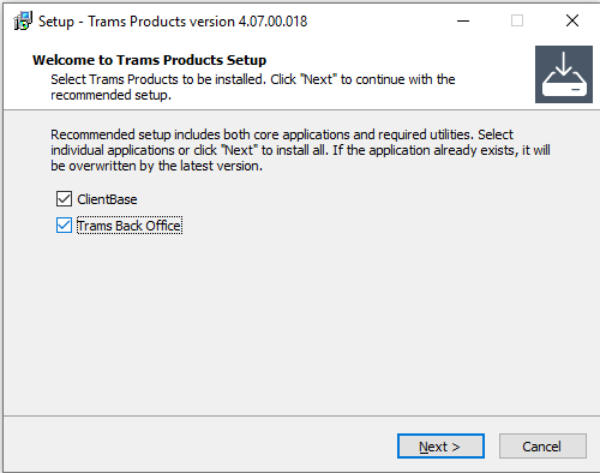 Setup - Trams Products version 4.07.00.018
Welcome to Trams Products Setup
Select Trams Products to be installed. Click "Next" to continue with the
recommended setup.
Recommended setup includes both core applications and required utilities. Select
individual applications or click "Next" to install all. If the application already exists, it will
be overwritten by the latest version.
ClientBase
Trams Back Office
Next >
Cancel